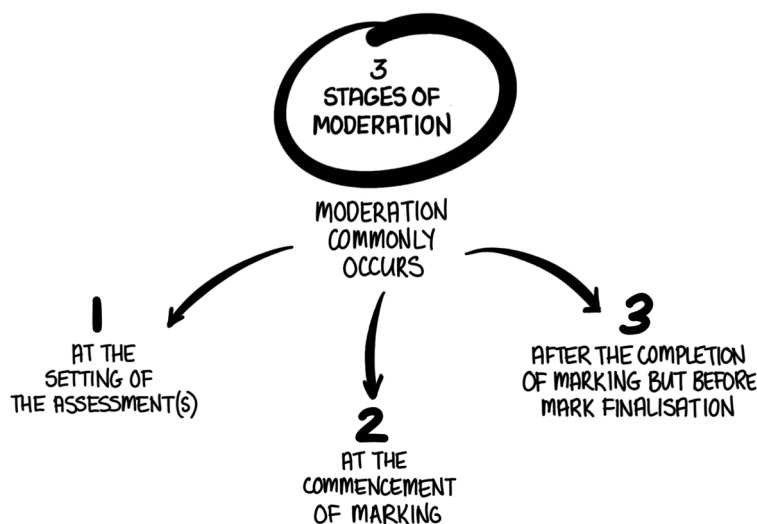 3
STAGES OF
MODERATION
MODERATION
COMMONLY
OCCURS
1
AT THE
SETTING OF
THE ASSESSMENT(S)
2
AT THE
COMMENCEMENT
OF MARKING
3
AFTER THE COMPLETION
OF MARKING BUT BEFORE
MARK FINALISATION